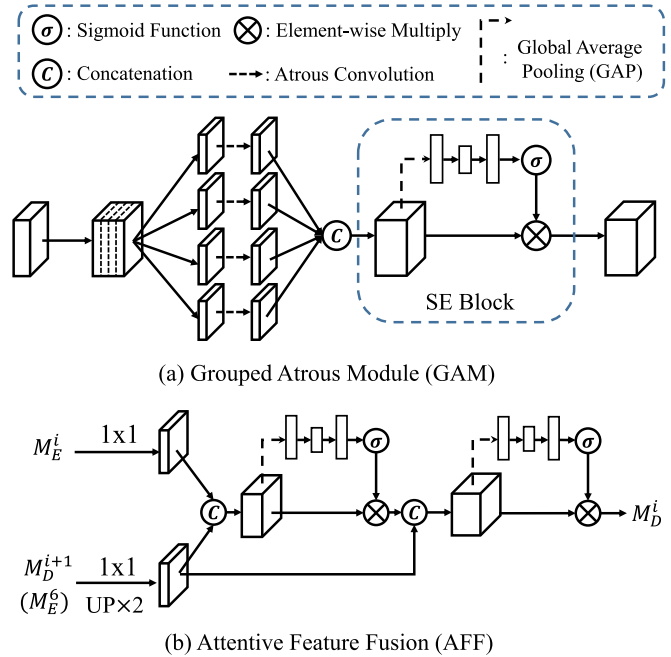 σ : Sigmoid Function ⊗ : Element-wise Multiply
C : Concatenation : Atrous Convolution
: Global Average
Pooling (GAP)
σ
C
SE Block
(a) Grouped Atrous Module (GAM)
M_E^i 1x1
σ
σ
C
C
M_D^i
M_D^{i+1} 1x1
(M_E^6) UP×2
(b) Attentive Feature Fusion (AFF)